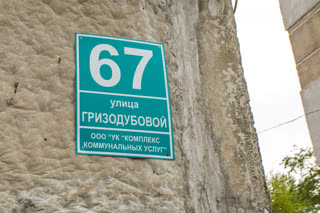 67
улица
ГРИЗОДУБОВОЙ
ООО "УК "КОМПЛЕКС
КОММУНАЛЬНЫХ УСЛУГ"